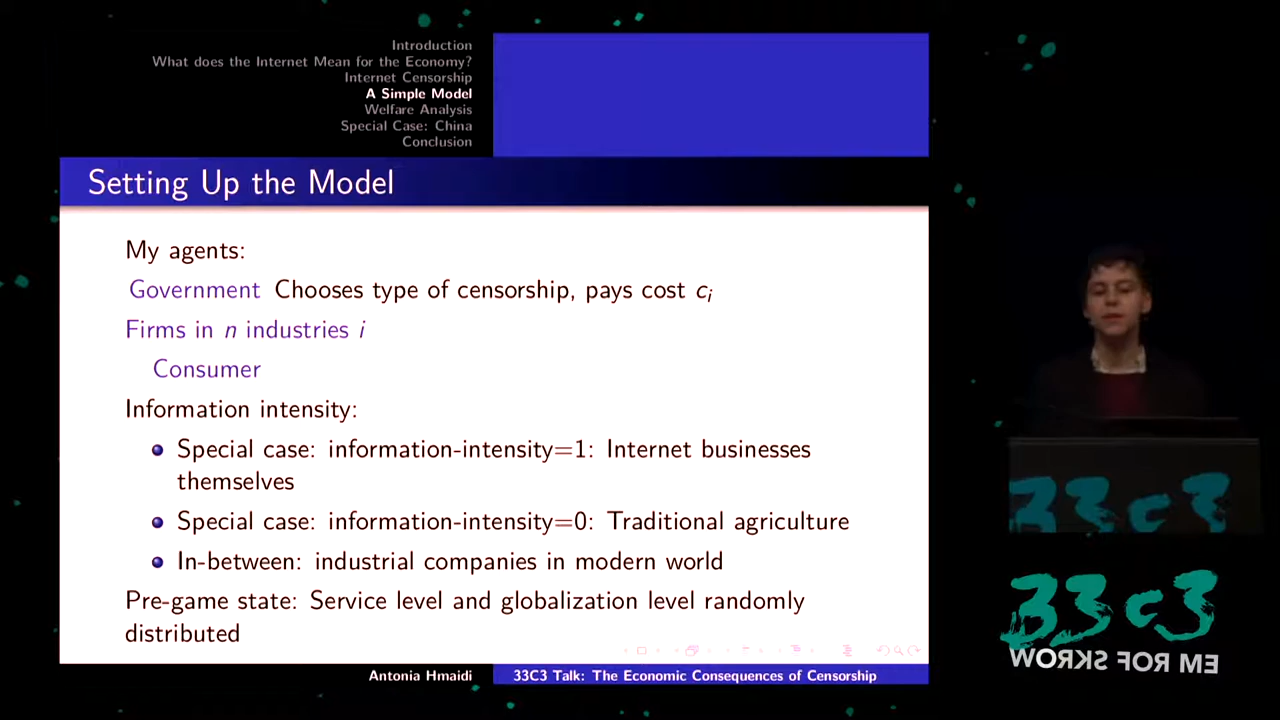 Introduction
What does the Internet Mean for the Economy?
Internet Censorship
A Simple Model
Welfare Analysis
Special Case: China
Conclusion
Setting Up the Model
My agents:
Government Chooses type of censorship, pays cost ci
Firms in n industries i
Consumer
Information intensity:
Special case: information-intensity=1: Internet businesses
themselves
Special case: information-intensity=0: Traditional agriculture
In-between: industrial companies in modern world
Pre-game state: Service level and globalization level randomly
distributed
Antonia Hmaidi
33C3 Talk: The Economic Consequences of Censorship
33c3
33c3
WORKS FOR ME